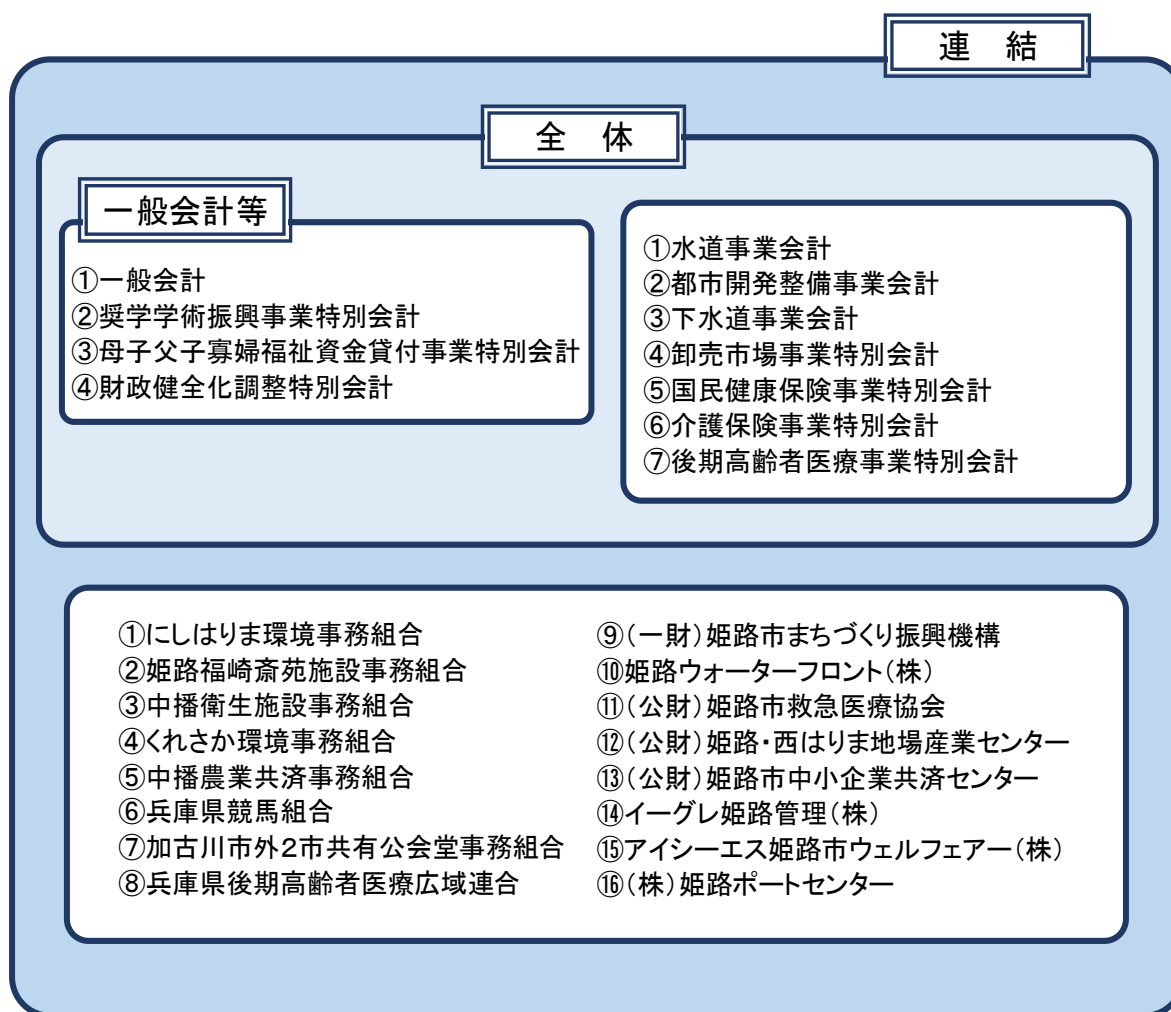 連　結
全　体
一般会計等
①一般会計
②奨学学術振興事業特別会計
③母子父子寡婦福祉資金貸付事業特別会計
④財政健全化調整特別会計
①水道事業会計
②都市開発整備事業会計
③下水道事業会計
④卸売市場事業特別会計
⑤国民健康保険事業特別会計
⑥介護保険事業特別会計
⑦後期高齢者医療事業特別会計
①にしはりま環境事務組合
②姫路福崎斎苑施設事務組合
③中播衛生施設事務組合
④くれさか環境事務組合
⑤中播農業共済事務組合
⑥兵庫県競馬組合
⑦加古川市外２市共有公会堂事務組合
⑧兵庫県後期高齢者医療広域連合
⑨（一財）姫路市まちづくり振興機構
⑩姫路ウォーターフロント（株）
⑪（公財）姫路市救急医療協会
⑫（公財）姫路・西はりま地場産業センター
⑬（公財）姫路市中小企業共済センター
⑭イーグレ姫路管理（株）
⑮アイシーエス姫路市ウェルフェアー（株）
⑯（株）姫路ポートセンター